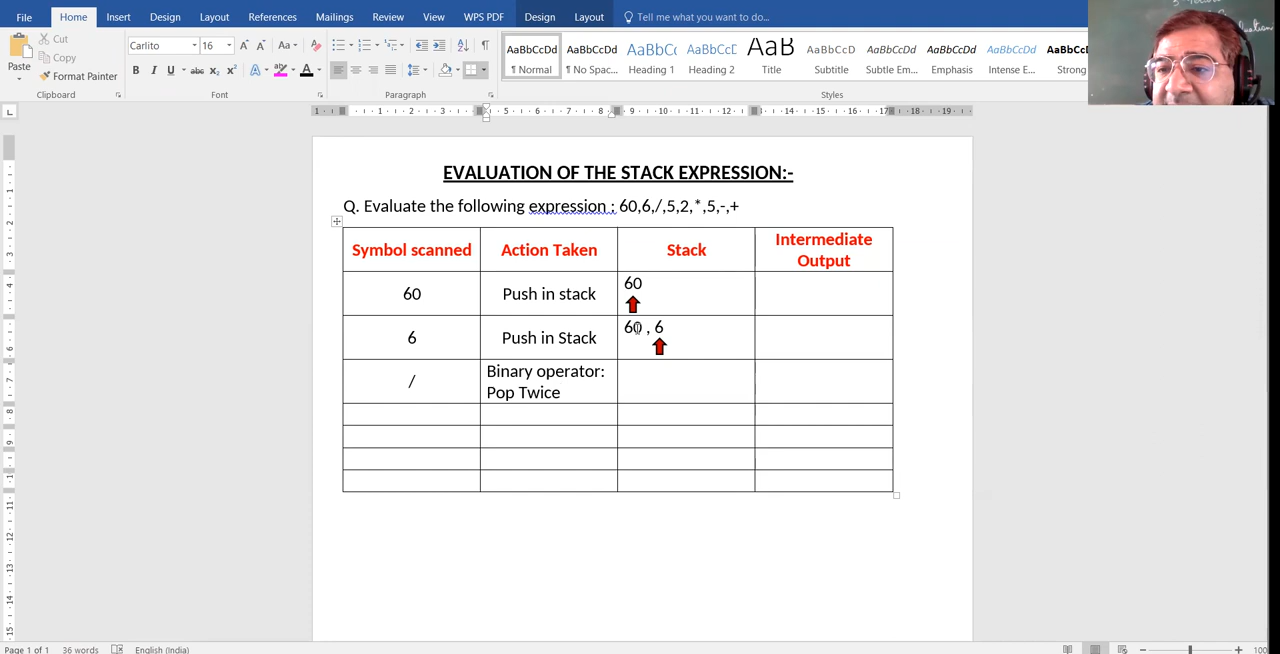 File Home Insert Design Layout References Mailings Review View WPS PDF Design Layout Tell me what you want to do...
Paste
Cut
Copy
Format Painter
Clipboard
Carlito 16
Font
Paragraph
AaBbCcDd AaBbCcDd AaBbCc AaBbCcD AaB AaBbCcD AaBbCcDd AaBbCcDd AaBbCcDd AaBbCc
¶ Normal ¶ No Spac... Heading 1 Heading 2 Title Subtitle Subtle Em... Emphasis Intense E... Strong
Styles
EVALUATION OF THE STACK EXPRESSION:-
Q. Evaluate the following expression : 60,6,/,5,2,*,5,-,+
Symbol scanned Action Taken Stack Intermediate Output
60 Push in stack 60
6 Push in Stack 60 , 6
/ Binary operator:
Pop Twice
Page 1 of 1 36 words English (India) 100